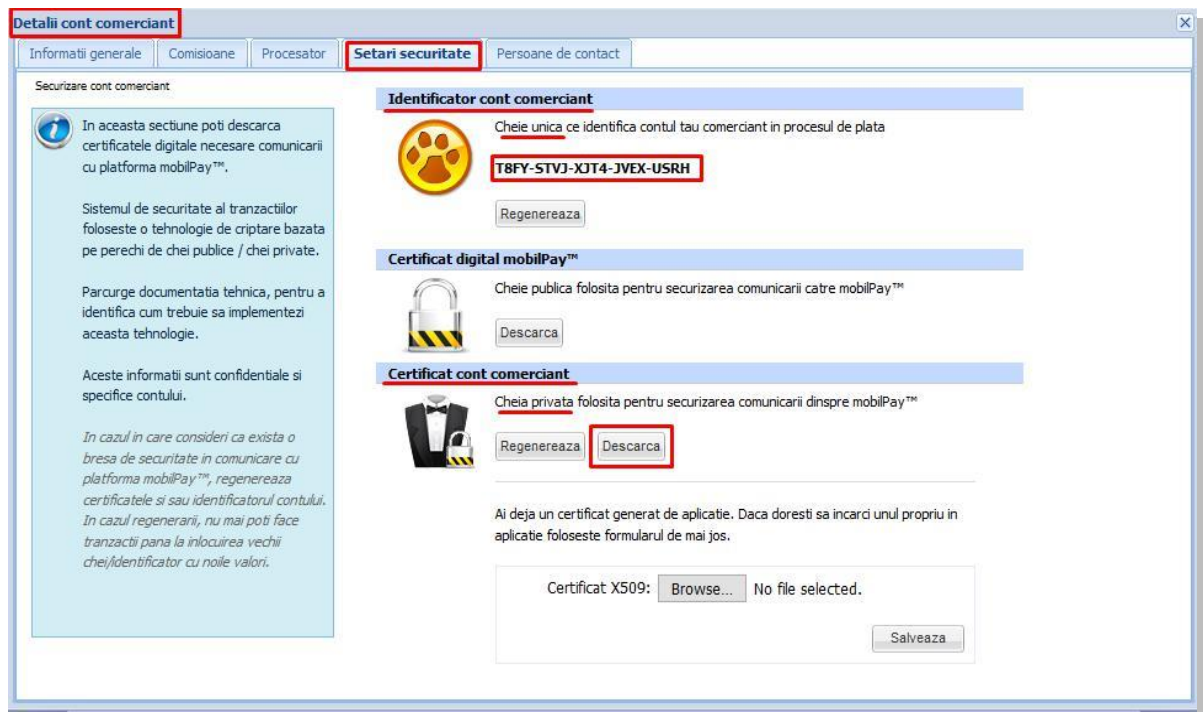 Detalii cont comerciant
Informatii generale
Comisioane
Procesator
Setari securitate
Persoane de contact
Securizare cont comerciant
In aceasta sectiune poti descarca
certificatele digitale necesare comunicarii
cu platforma mobilPay™.
Sistemul de securitate al tranzactiilor
foloseste o tehnologie de criptare bazata
pe perechi de chei publice / chei private.
Parcurge documentatia tehnica, pentru a
identifica cum trebuie sa implementezi
aceasta tehnologie.
Aceste informatii sunt confidentiale si
specifice contului.
In cazul in care consideri ca exista o
bresa de securitate in comunicare cu
platforma mobilPay™, regenereaza
certificatele si sau identificatorul contului.
In cazul regenerarii, nu mai poti face
tranzactii pana la inlocuirea vechii
chei/identificator cu noile valori.
Identificator cont comerciant
Cheie unica ce identifica contul tau comerciant in procesul de plata
T8FY-STVJ-XJT4-JVEX-USRH
Regenereaza
Certificat digital mobilPay™
Cheie publica folosita pentru securizarea comunicarii catre mobilPay™
Descarca
Certificat cont comerciant
Cheia privata folosita pentru securizarea comunicarii dinspre mobilPay™
Regenereaza
Descarca
Ai deja un certificat generat de aplicatie. Daca doresti sa incarci unul propriu in
aplicatie foloseste formularul de mai jos.
Certificat X509: Browse... No file selected.
Salveaza